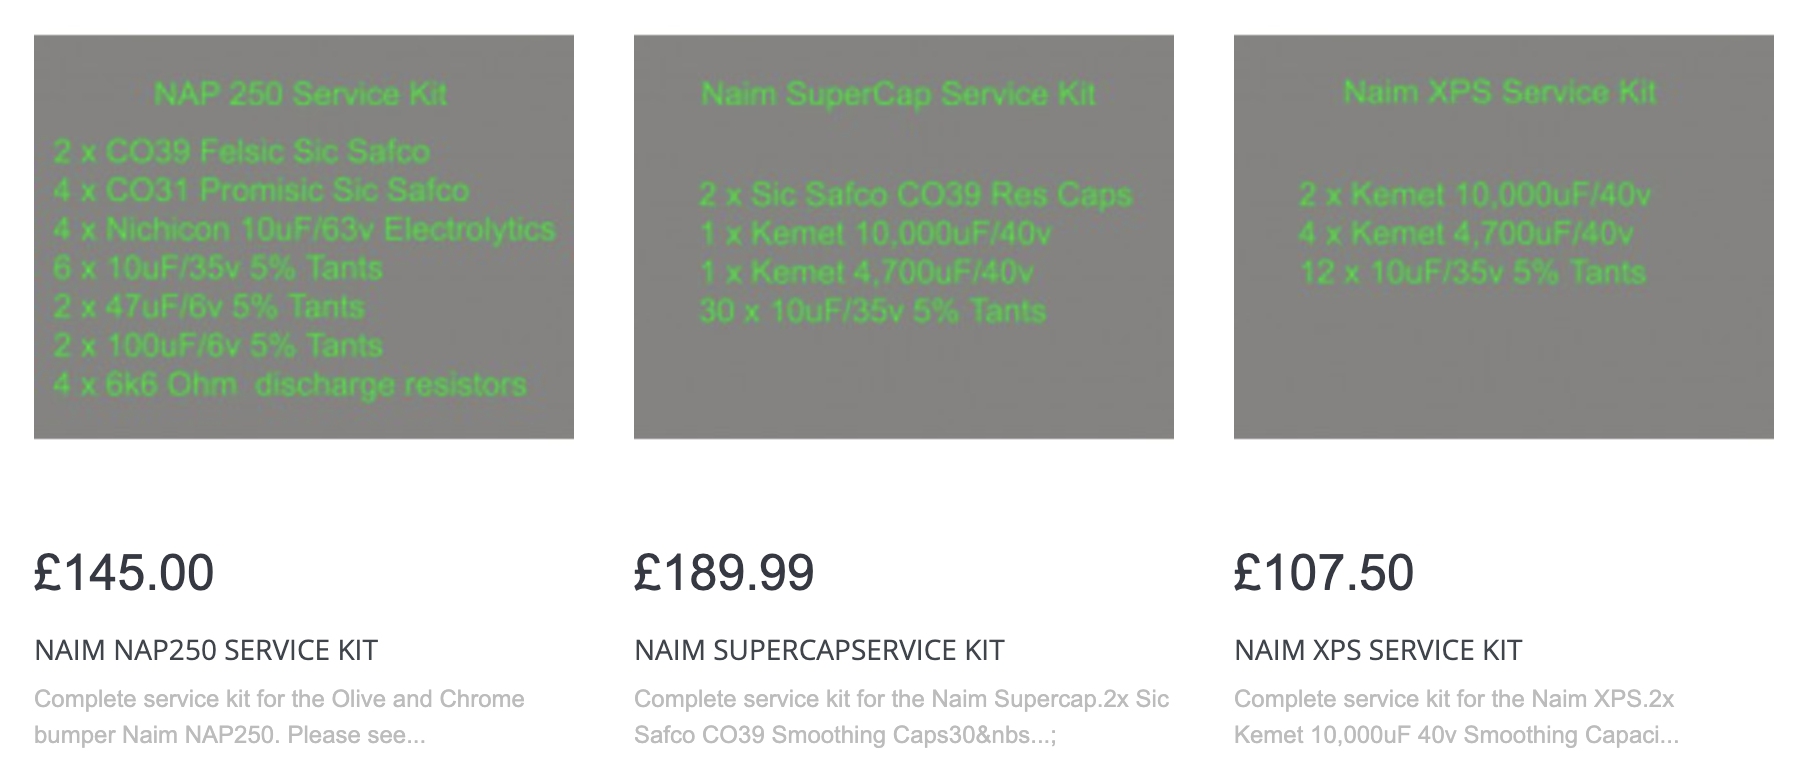 NAP 250 Service Kit
2 x CO39 Felsic Sic Safco
4 x CO31 Promisic Sic Safco
4 x Nichicon 10uF/63v Electrolytics
6 x 10uF/35v 5% Tants
2 x 47uF/6v 5% Tants
2 x 100uF/6v 5% Tants
4 x 6k6 Ohm  discharge resistors
£145.00
NAIM NAP250 SERVICE KIT
Complete service kit for the Olive and Chrome
bumper Naim NAP250. Please see...
Naim SuperCap Service Kit
2 x Sic Safco CO39 Res Caps
1 x Kemet 10,000uF/40v
1 x Kemet 4,700uF/40v
30 x 10uF/35v 5% Tants
£189.99
NAIM SUPERCAPSERVICE KIT
Complete service kit for the Naim Supercap.2x Sic
Safco CO39 Smoothing Caps30&nbs...;
Naim XPS Service Kit
2 x Kemet 10,000uF/40v
4 x Kemet 4,700uF/40v
12 x 10uF/35v 5% Tants
£107.50
NAIM XPS SERVICE KIT
Complete service kit for the Naim XPS.2x
Kemet 10,000uF 40v Smoothing Capaci...